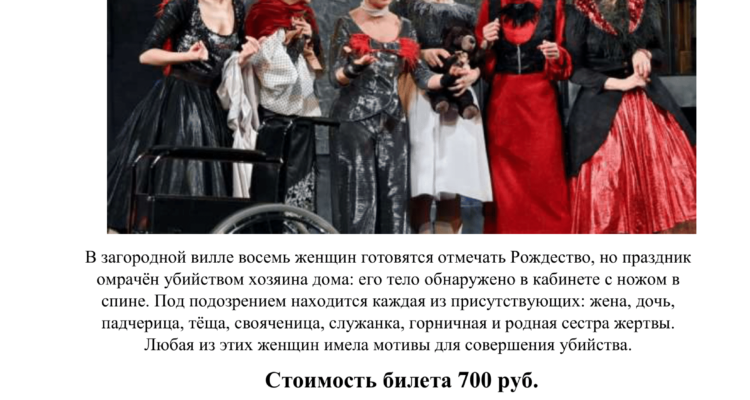 В загородной вилле восемь женщин готовятся отмечать Рождество, но праздник
омрачён убийством хозяина дома: его тело обнаружено в кабинете с ножом в
спине. Под подозрением находится каждая из присутствующих: жена, дочь,
падчерица, тёща, свояченица, служанка, горничная и родная сестра жертвы.
Любая из этих женщин имела мотивы для совершения убийства.
Стоимость билета 700 руб.